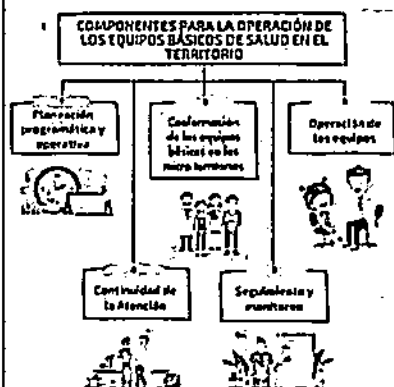 COMPONENTES PARA LA OPERACIÓN DE
LOS EQUIPOS BÁSICOS DE SALUD EN EL
TERRITORIO
Planeación
programática y
operativa
Conformación
de los equipos
básicos en los
micro territorios
Operación de
los equipos
Continuidad de
la Atención
Seguimiento y
monitoreo